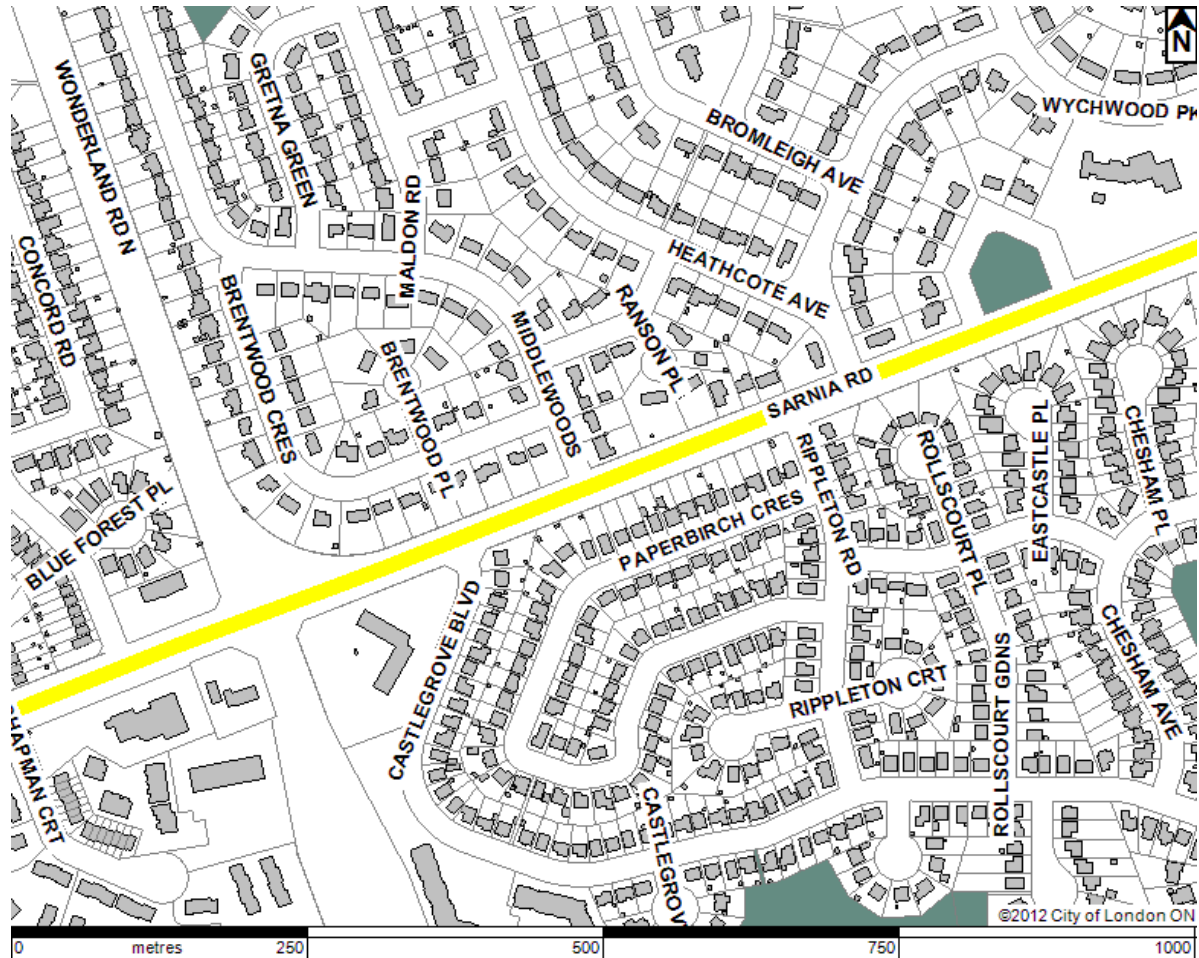 N
WONDERLAND RD N
GRETNA GREEN
MALDON RD
BROMLEIGH AVE
WYCHWOOD PK
CONCORD RD
BRENTWOOD CRES
HEATHCOTE AVE
RANSON PL
MIDDLEWOODS
BRENTWOOD PL
SARNIA RD
BLUE FOREST PL
PAPERBIRCH CRES
RIPPLETON RD
ROLLSCOURT PL
EASTCASTLE PL
CHESHAM PL
CASTLEGROVE BLVD
RIPPLETON CRT
ROLLSCOURT GDNS
CHESHAM AVE
CHAPMAN CRT
CASTLEGROV
©2012 City of London ON
0 metres 250 500 750 1000